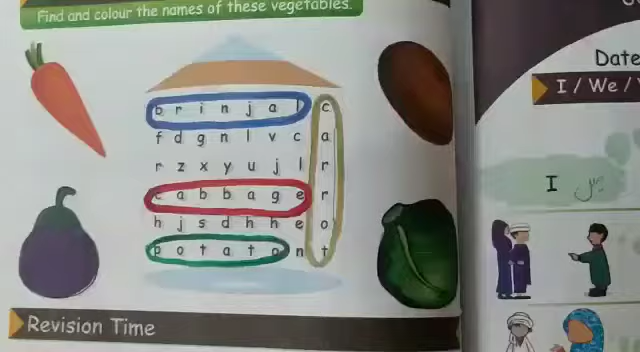 Find and colour the names of these vegetables.
b r i n j a l c
f d g n l v c a
r z x y u j l r
c a b b a g e r
h j s d h h e o
p o t a t o n t
Revision Time
Date
I / We /
I